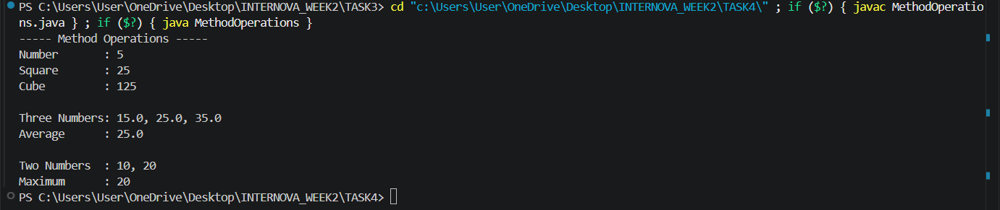 PS C:\Users\User\OneDrive\Desktop\INTERNOVA_WEEK2\TASK3> cd "c:\Users\User\OneDrive\Desktop\INTERNOVA_WEEK2\TASK4\" ; if ($?) { javac MethodOperatio
ns.java } ; if ($?) { java MethodOperations }
----- Method Operations -----
Number       : 5
Square       : 25
Cube         : 125

Three Numbers: 15.0, 25.0, 35.0
Average      : 25.0

Two Numbers  : 10, 20
Maximum      : 20
PS C:\Users\User\OneDrive\Desktop\INTERNOVA_WEEK2\TASK4>